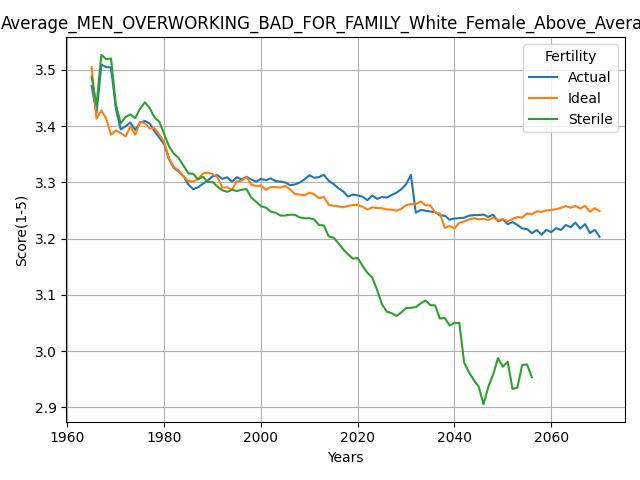 Average_MEN_OVERWORKING_BAD_FOR_FAMILY_White_Female_Above_Avera
Fertility
Actual
Ideal
Sterile
Score(1-5)
3.5
3.4
3.3
3.2
3.1
3.0
2.9
1960
1980
2000
2020
2040
2060
Years